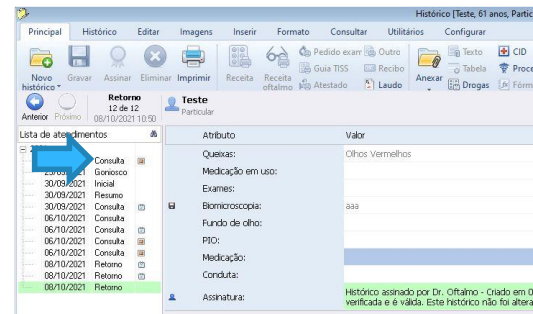 Histórico [Teste, 61 anos, Partic
Principal Histórico Editar Imagens Inserir Formato Consultar Utilitários Configurar
Novo histórico Gravar Assinar Eliminar Imprimir Receita Receita oftalmo Pedido exam Outro Anexar Texto CID
Guia TISS Recibo Tabela Proce
Atestado Laudo Drogas Fórm
Anterior Próximo Retorno
12 de 12
08/10/2021 10:50
Teste
Particular
Lista de atendimentos
Atributo Valor
2
Consulta
Goniosco
30/09/2021 Inicial
30/09/2021 Resumo
30/09/2021 Consulta
06/10/2021 Consulta
06/10/2021 Consulta
06/10/2021 Consulta
06/10/2021 Consulta
08/10/2021 Retorno
08/10/2021 Retorno
08/10/2021 Retorno
Queixas: Olhos Vermelhos
Medicação em uso:
Exames:
Biomicroscopia: aaa
Fundo de olho:
PIO:
Medicação:
Conduta:
Assinatura: Histórico assinado por Dr. Oftalmo - Criado em 0
verificada e é válida. Este histórico não foi altera